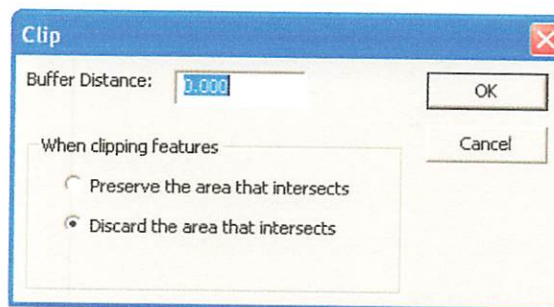 Clip
Buffer Distance: 0.000
OK
Cancel
When clipping features
Preserve the area that intersects
Discard the area that intersects